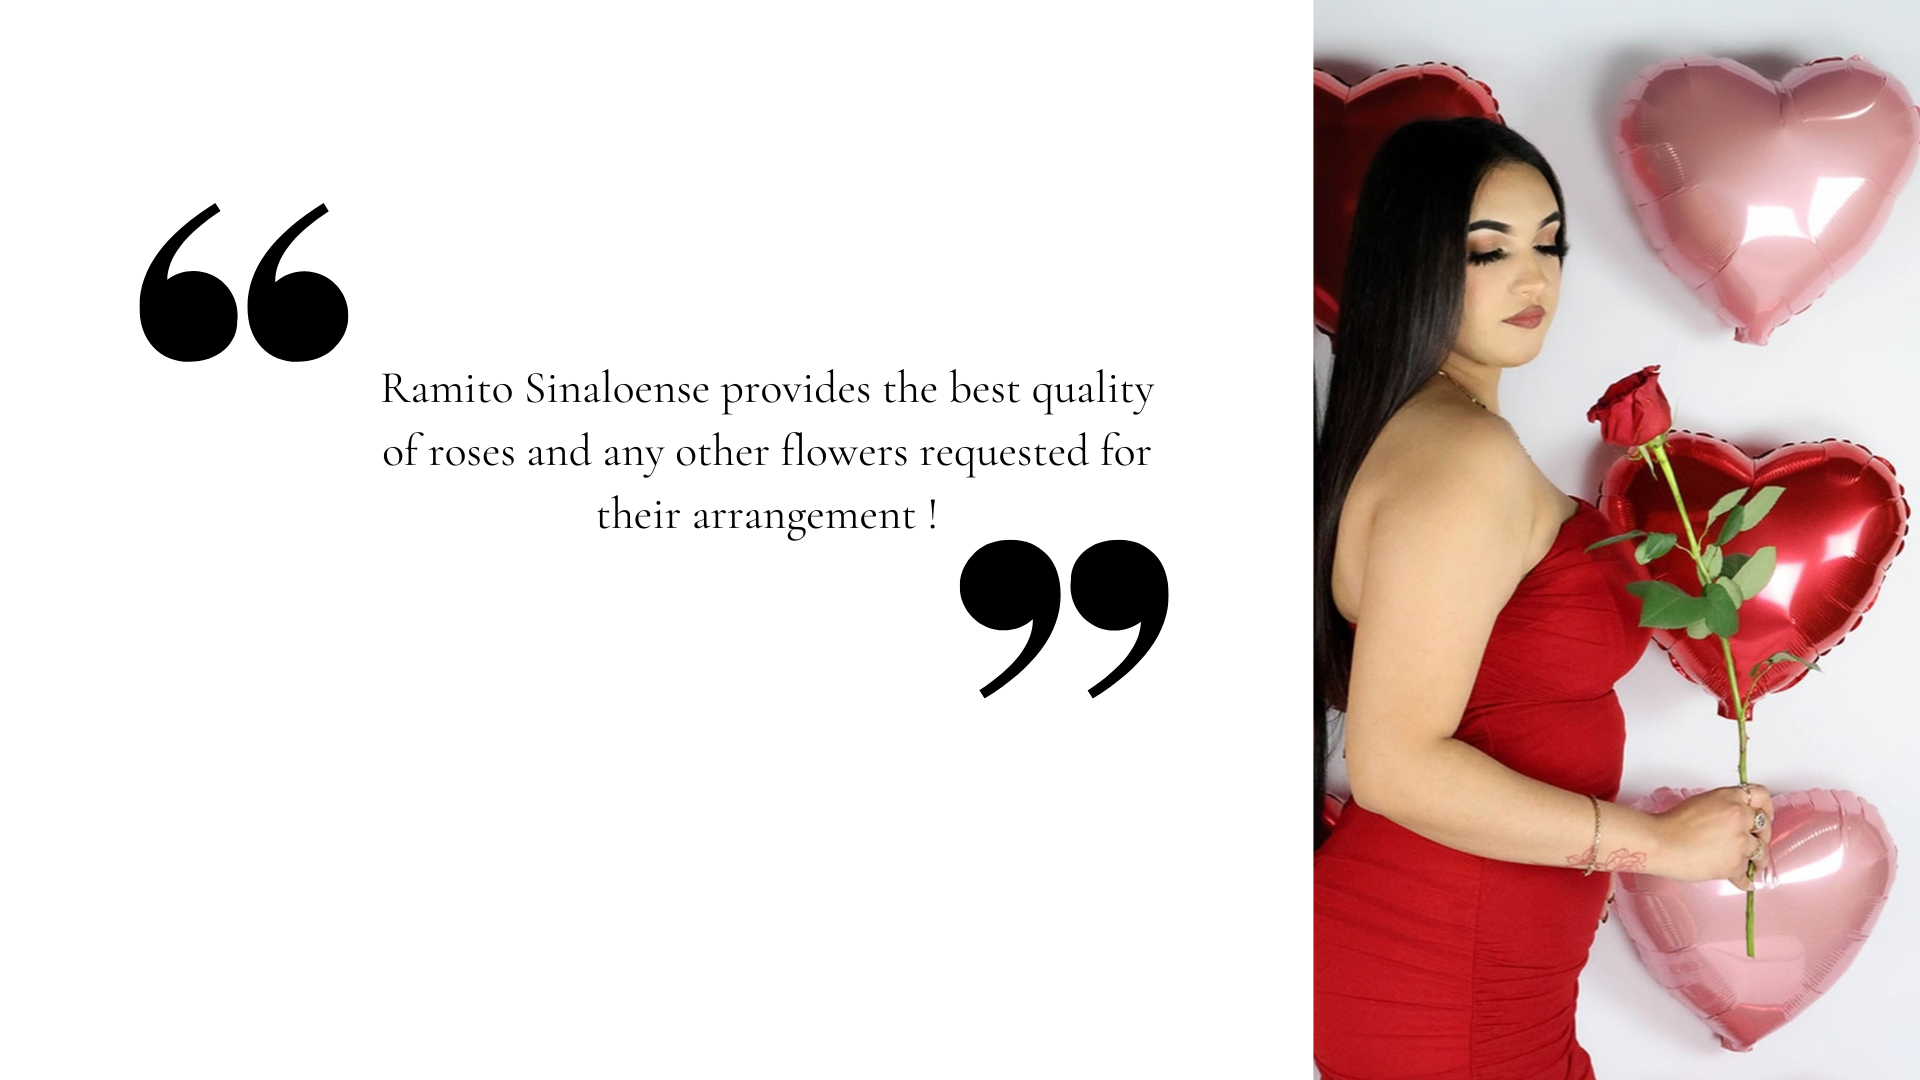 “
Ramito Sinaloense provides the best quality
of roses and any other flowers requested for
their arrangement !
”